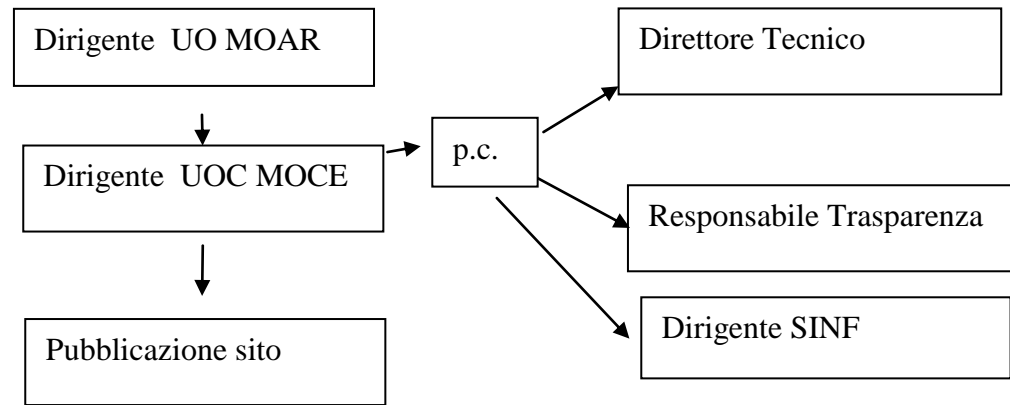 Dirigente UO MOAR
Direttore Tecnico
Dirigente UOC MOCE
p.c.
Responsabile Trasparenza
Pubblicazione sito
Dirigente SINF